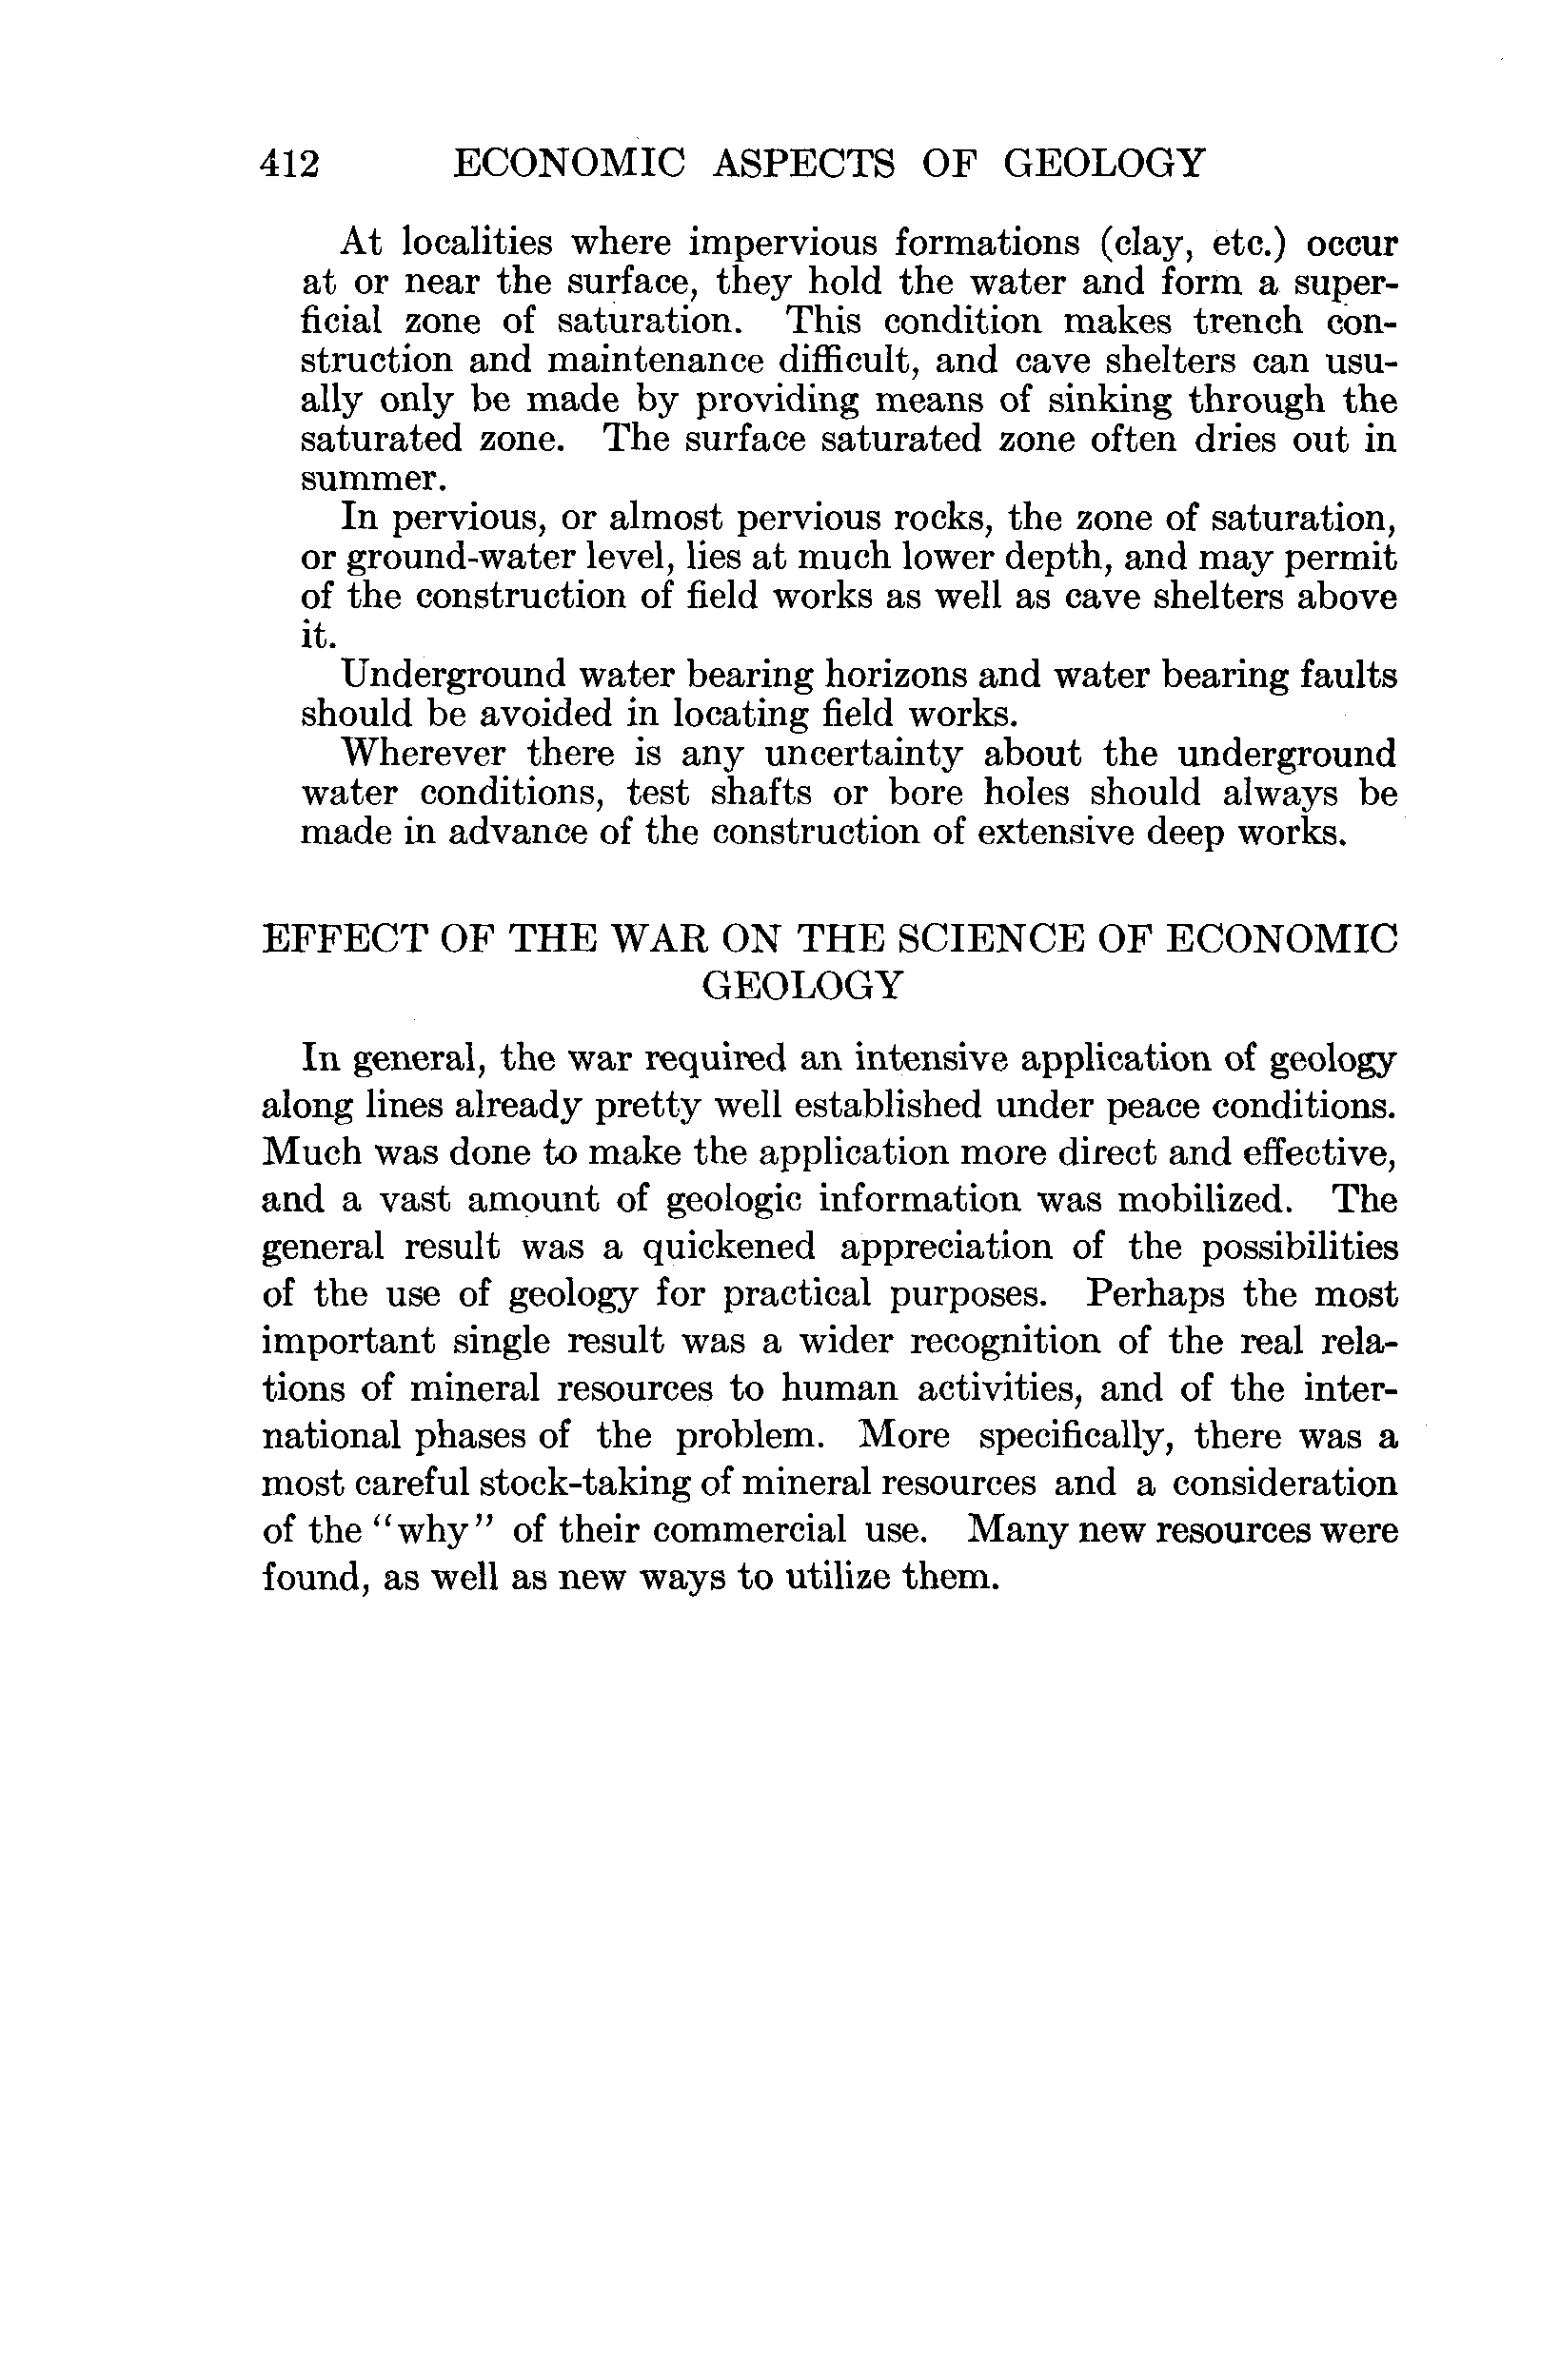 412 ECONOMIC ASPECTS OF GEOLOGY
At localities where impervious formations (clay, etc.) occur
at or near the surface, they hold the water and form a super-
ficial zone of saturation. This condition makes trench con-
struction and maintenance difficult, and cave shelters can usu-
ally only be made by providing means of sinking through the
saturated zone. The surface saturated zone often dries out in
summer.
In pervious, or almost pervious rocks, the zone of saturation,
or ground-water level, lies at much lower depth, and may permit
of the construction of field works as well as cave shelters above
it.
Underground water bearing horizons and water bearing faults
should be avoided in locating field works.
Wherever there is any uncertainty about the underground
water conditions, test shafts or bore holes should always be
made in advance of the construction of extensive deep works.
EFFECT OF THE WAR ON THE SCIENCE OF ECONOMIC
GEOLOGY
In general, the war required an intensive application of geology
along lines already pretty well established under peace conditions.
Much was done to make the application more direct and effective,
and a vast amount of geologic information was mobilized. The
general result was a quickened appreciation of the possibilities
of the use of geology for practical purposes. Perhaps the most
important single result was a wider recognition of the real rela-
tions of mineral resources to human activities, and of the inter-
national phases of the problem. More specifically, there was a
most careful stock-taking of mineral resources and a consideration
of the "why" of their commercial use. Many new resources were
found, as well as new ways to utilize them.